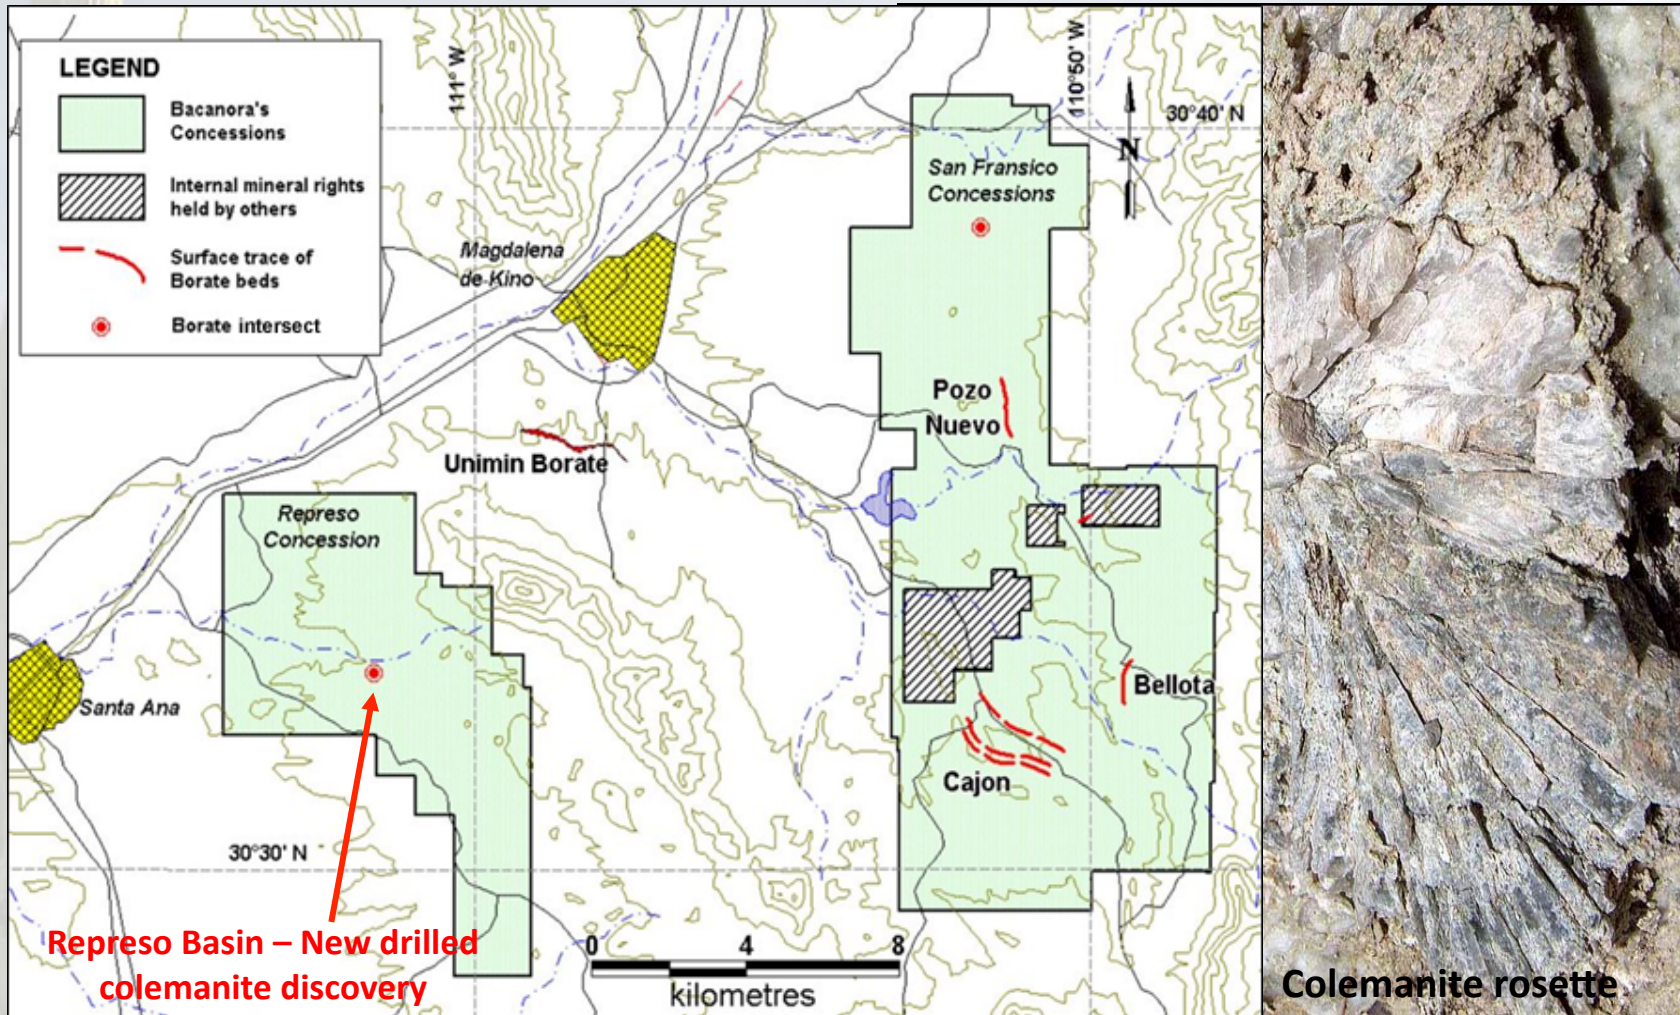 LEGEND
Bacanora's
Concessions
Internal mineral rights
held by others
Surface trace of
Borate beds
Borate intersect
111° W
110°50' W
30°40' N
N
San Fransico
Concessions
Magdalena
de-Kino
Pozo
Nuevo
Unimin Borate
Represo
Concession
Santa Ana
Bellota
Cajon
30°30' N
Represo Basin – New drilled
colemanite discovery
0 4 8
kilometres
Colemanite rosette